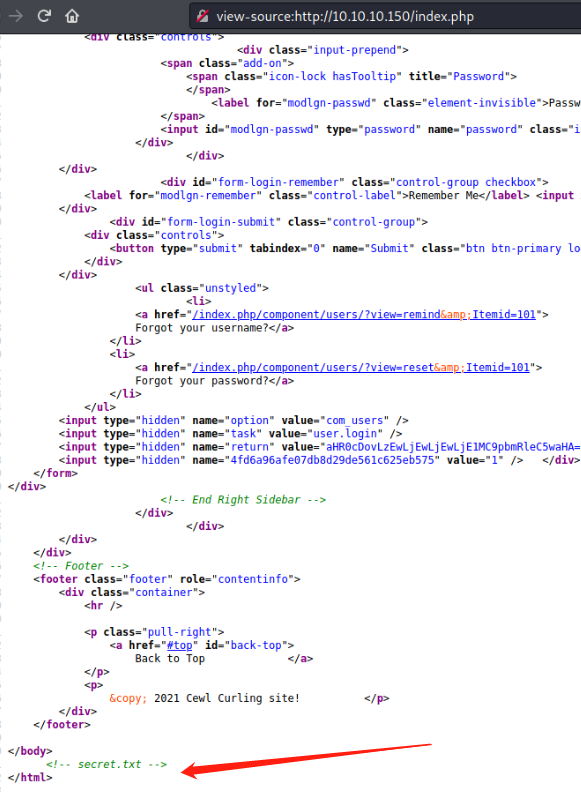 view-source:http://10.10.10.150/index.php
<div class="controls">
<div class="input-prepend">
<span class="add-on">
<span class="icon-lock hasTooltip" title="Password">
</span>
<label for="modlgn-passwd" class="element-invisible">Passw
</span>
<input id="modlgn-passwd" type="password" name="password" class="i
</div>
</div>
</div>
<div id="form-login-remember" class="control-group checkbox">
<label for="modlgn-remember" class="control-label">Remember Me</label> <input
</div>
<div id="form-login-submit" class="control-group">
<div class="controls">
<button type="submit" tabindex="0" name="Submit" class="btn btn-primary lo
</div>
</div>
<ul class="unstyled">
<li>
<a href="/index.php/component/users/?view=remind&amp;Itemid=101">
Forgot your username?</a>
</li>
<li>
<a href="/index.php/component/users/?view=reset&amp;Itemid=101">
Forgot your password?</a>
</li>
</ul>
<input type="hidden" name="option" value="com_users" />
<input type="hidden" name="task" value="user.login" />
<input type="hidden" name="return" value="aHR0cDovLzEwLjEwLjEwLjE1MC9pbmRleC5waHA=
<input type="hidden" name="4fd6a96afe07db8d29de561c625eb575" value="1" /> </div>
</form>
</div>
<!-- End Right Sidebar -->
</div>
</div>
</div>
</div>
<!-- Footer -->
<footer class="footer" role="contentinfo">
<div class="container">
<hr />
<p class="pull-right">
<a href="#top" id="back-top">
Back to Top </a>
</p>
<p>
&copy; 2021 Cewl Curling site! </p>
</div>
</footer>
</body>
<!-- secret.txt -->
</html>